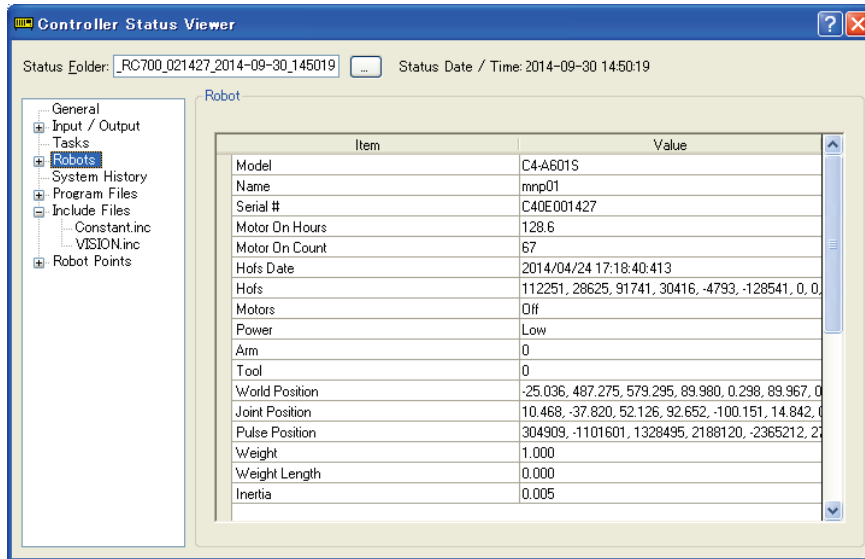 Controller Status Viewer
Status Folder: _RC700_021427_2014-09-30_145019 ... Status Date / Time: 2014-09-30 14:50:19
General
Input / Output
Tasks
Robots
System History
Program Files
Include Files
Constant.inc
VISION.inc
Robot Points
Robot
Item Value
Model C4-A601S
Name mnp01
Serial # C40E001427
Motor On Hours 128.6
Motor On Count 67
Hofs Date 2014/04/24 17:18:40:413
Hofs 112251, 28625, 91741, 30416, -4793, -128541, 0, 0,
Motors Off
Power Low
Arm 0
Tool 0
World Position -25.036, 487.275, 579.295, 89.980, 0.298, 89.967, 0
Joint Position 10.468, -37.820, 52.126, 92.652, -100.151, 14.842,
Pulse Position 304909, -1101601, 1328495, 2188120, -2365212,
Weight 1.000
Weight Length 0.000
Inertia 0.005